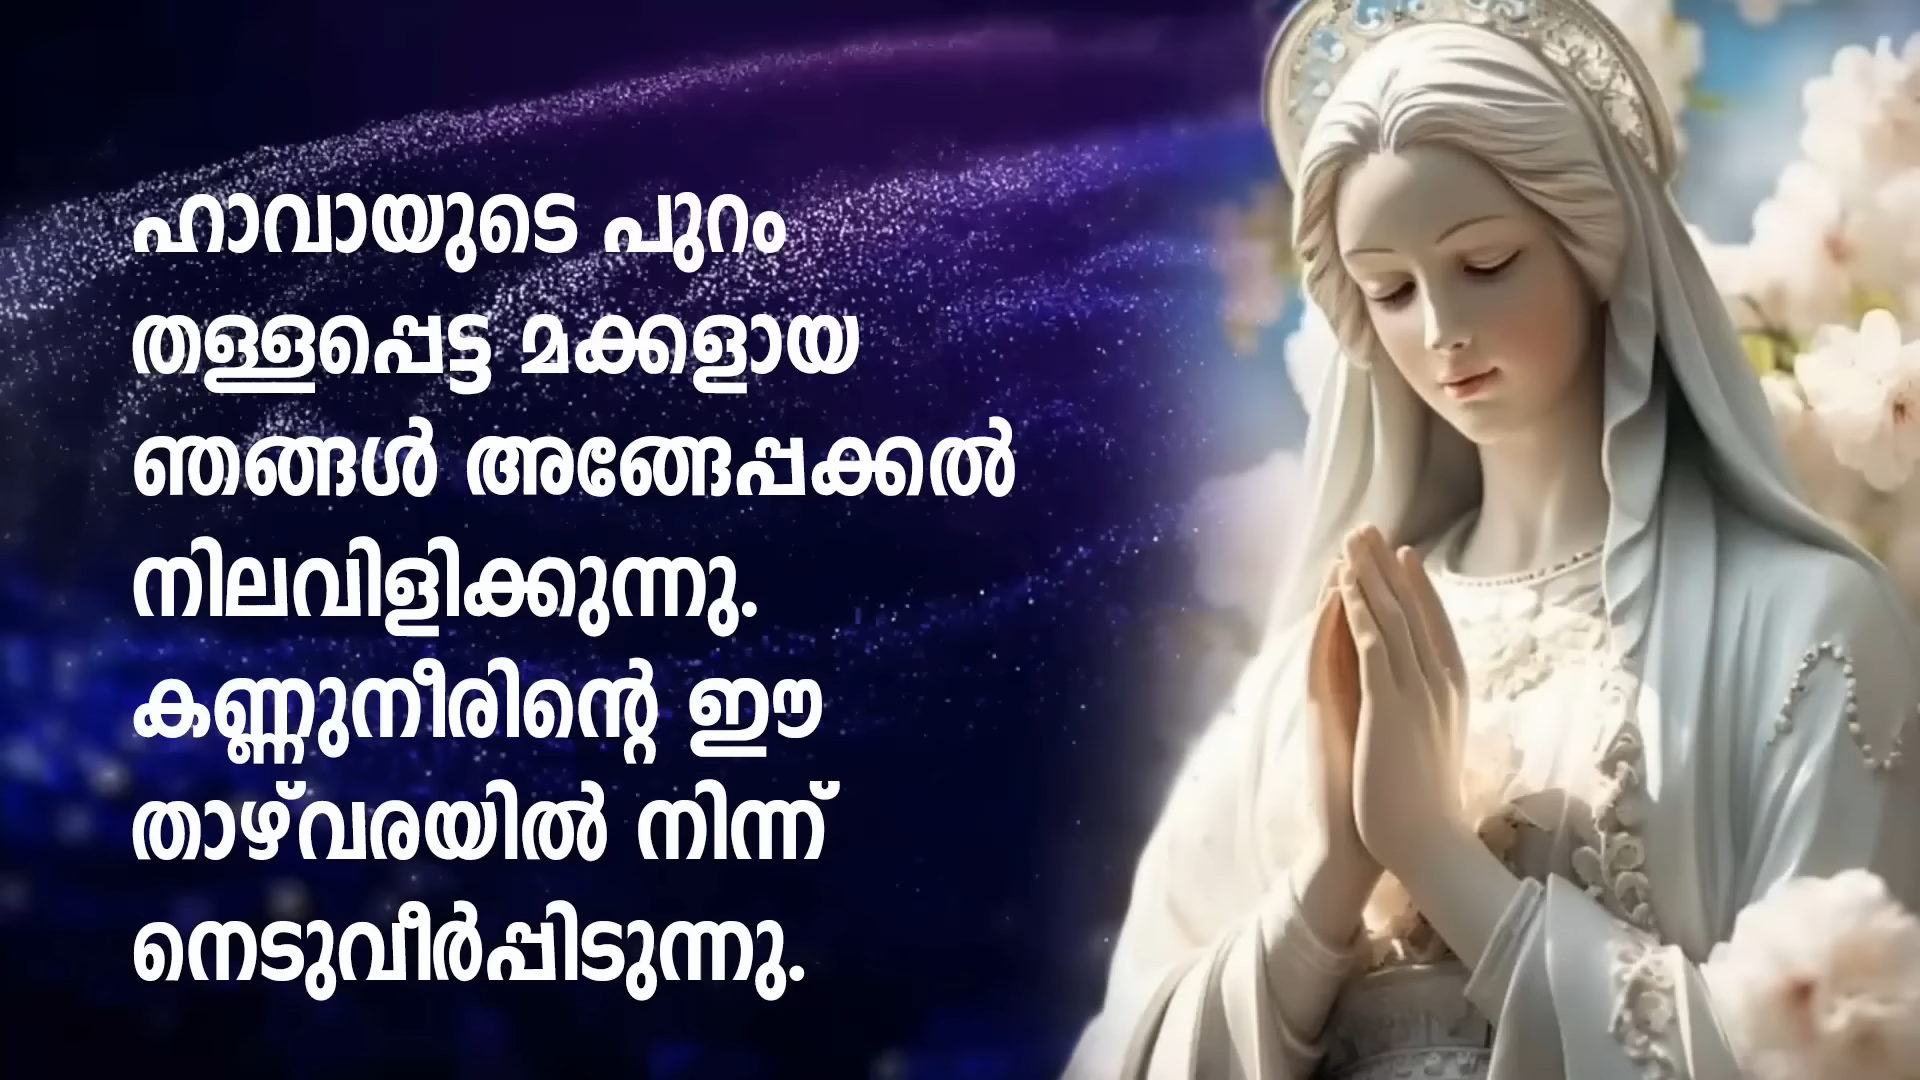 ഹാവായുടെ പുറം
തള്ളപ്പെട്ട മക്കളായ
ഞങ്ങൾ അങ്ങേപ്പക്കൽ
നിലവിളിക്കുന്നു.
കണ്ണുനീരിന്റെ ഈ
താഴ്‌വരയിൽ നിന്ന്
നെടുവീർപ്പിടുന്നു.